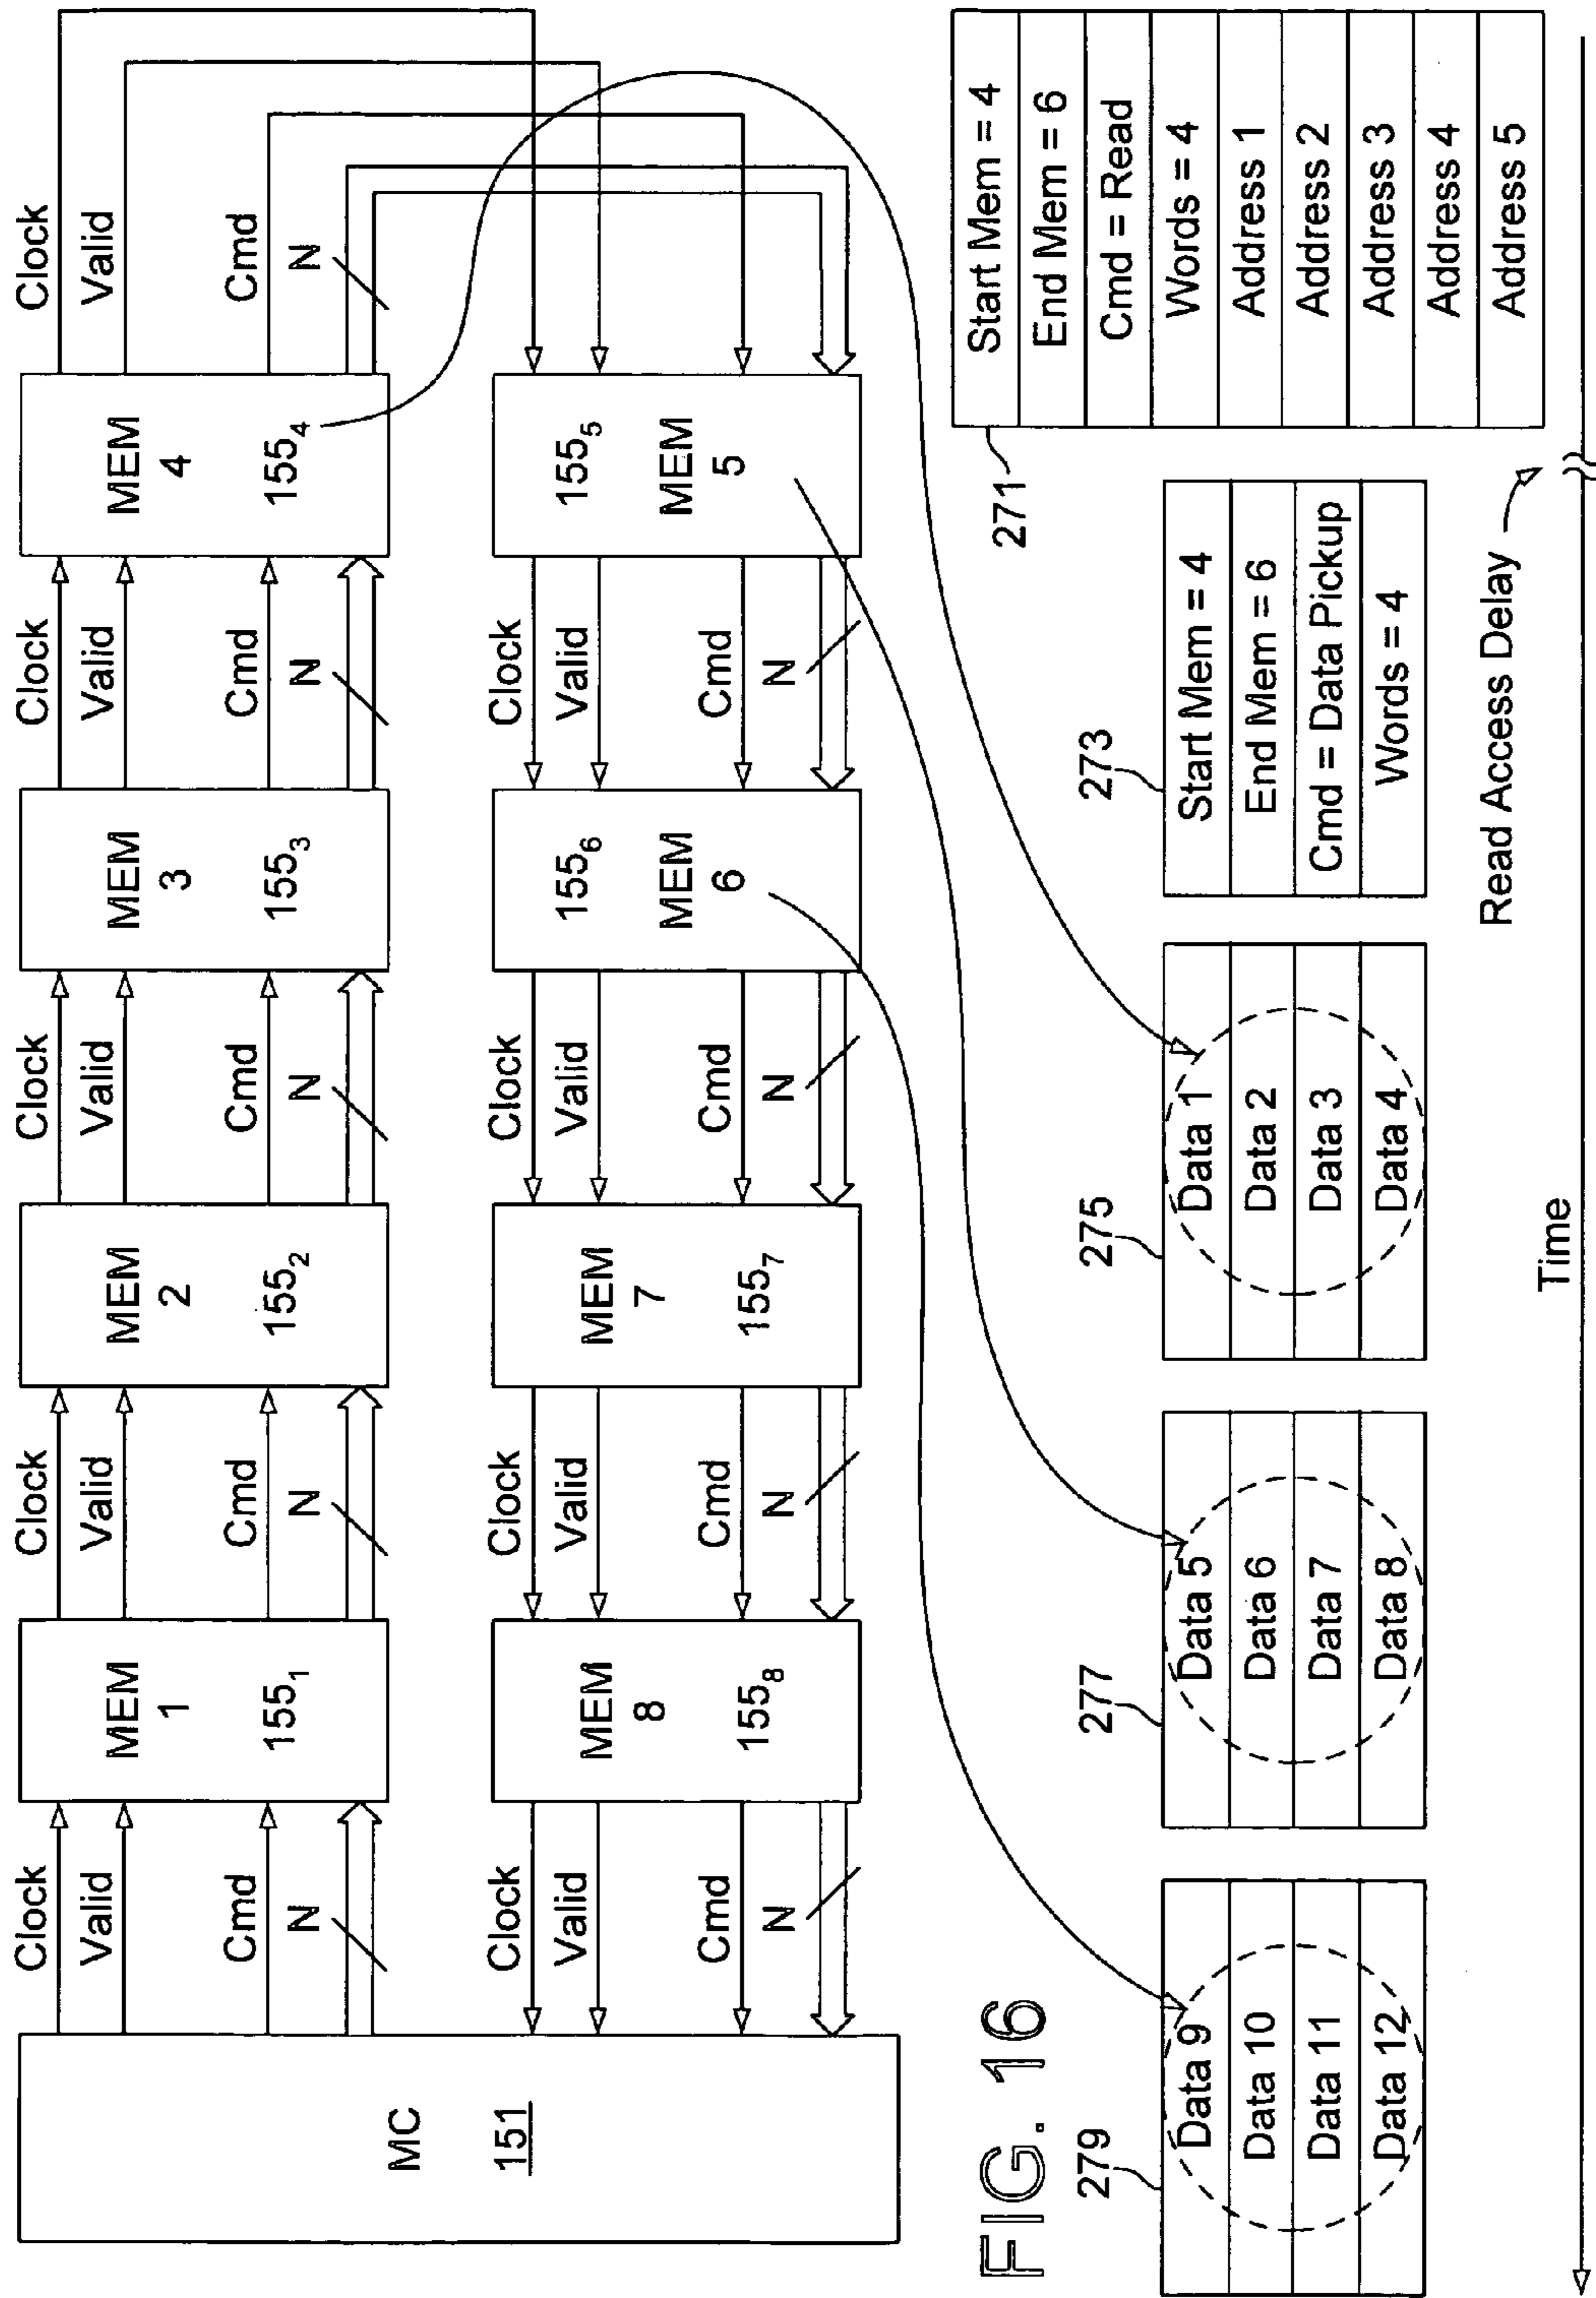 Clock
Valid
Cmd
N
Clock
Valid
Cmd
N
Clock
Valid
Cmd
N
Clock
Valid
Cmd
N
Clock
Valid
Cmd
N
MC
151
MEM
1
155₁
MEM
2
155₂
MEM
3
155₃
MEM
4
155₄
Clock
Valid
Cmd
N
Clock
Valid
Cmd
N
Clock
Valid
Cmd
N
Clock
Valid
Cmd
N
MEM
8
155₈
MEM
7
155₇
155₆
MEM
6
155₅
MEM
5
FIG. 16
279
Data 9
Data 10
Data 11
Data 12
277
Data 5
Data 6
Data 7
Data 8
275
Data 1
Data 2
Data 3
Data 4
273
Start Mem = 4
End Mem = 6
Cmd = Data Pickup
Words = 4
271
Start Mem = 4
End Mem = 6
Cmd = Read
Words = 4
Address 1
Address 2
Address 3
Address 4
Address 5
Read Access Delay
Time